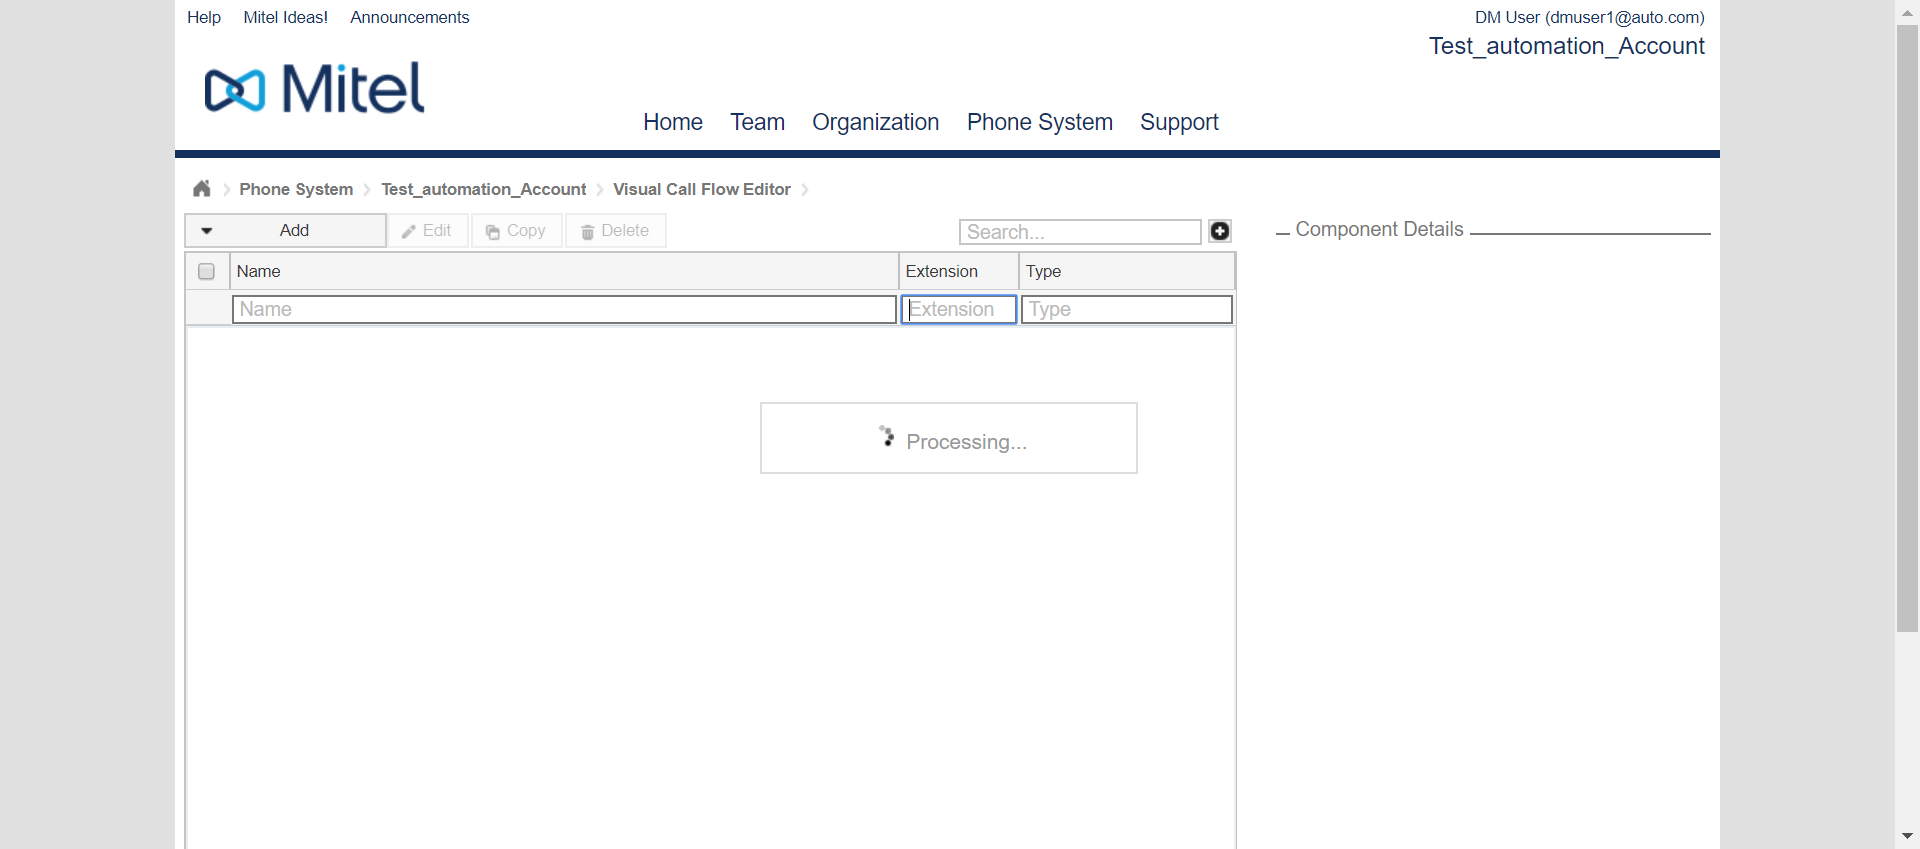 Help Mitel Ideas! Announcements
DM User (dmuser1@auto.com)
Test_automation_Account
Mitel
Home Team Organization Phone System Support
Phone System Test_automation_Account Visual Call Flow Editor
Add Edit Copy Delete Search... Component Details
Name Extension Type
Name Extension Type
Processing...